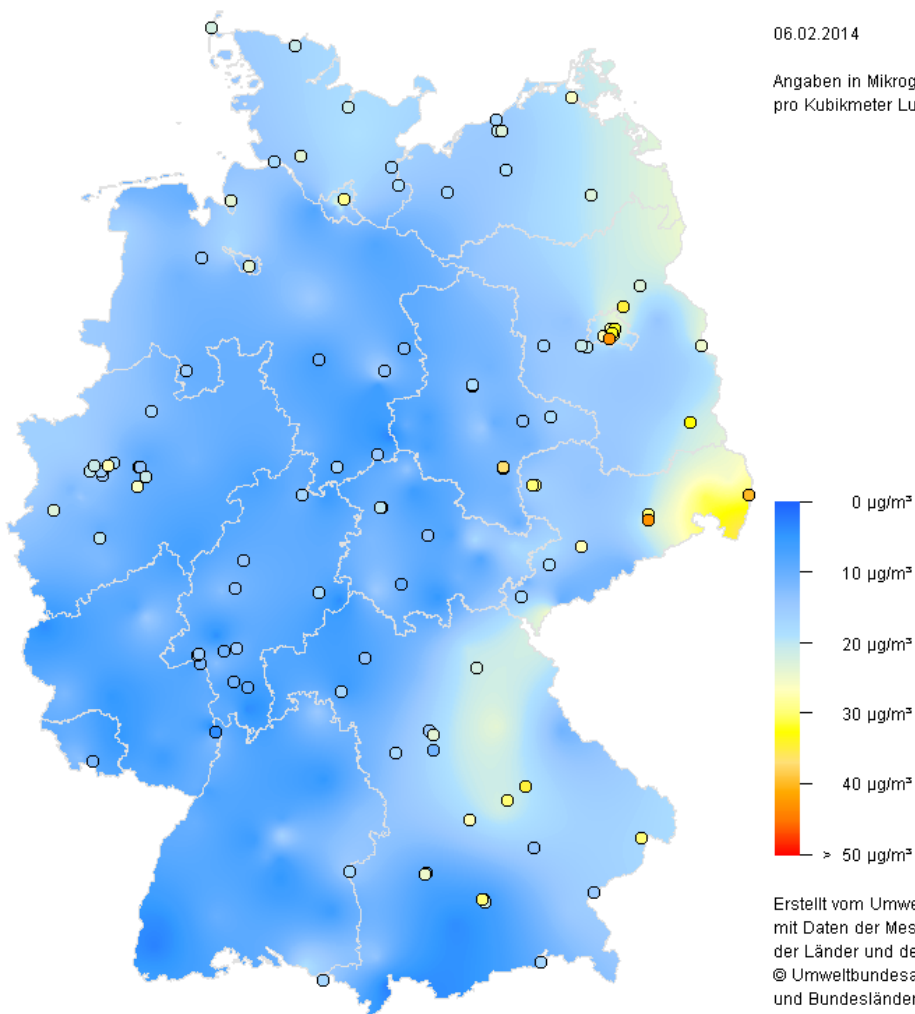 06.02.2014
Angaben in Mikrog
pro Kubikmeter Lu
0 µg/m³
10 µg/m³
20 µg/m³
30 µg/m³
40 µg/m³
> 50 µg/m³
Erstellt vom Umwe
mit Daten der Mes
der Länder und de
© Umweltbundesa
und Bundesländer